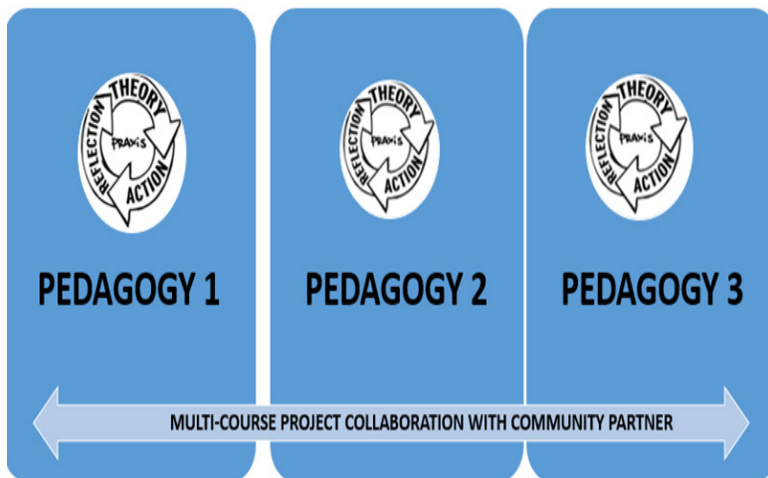 THEORY
REFLECTION
PRAXIS
ACTION
THEORY
REFLECTION
PRAXIS
ACTION
THEORY
REFLECTION
PRAXIS
ACTION
PEDAGOGY 1
PEDAGOGY 2
PEDAGOGY 3
MULTI-COURSE PROJECT COLLABORATION WITH COMMUNITY PARTNER